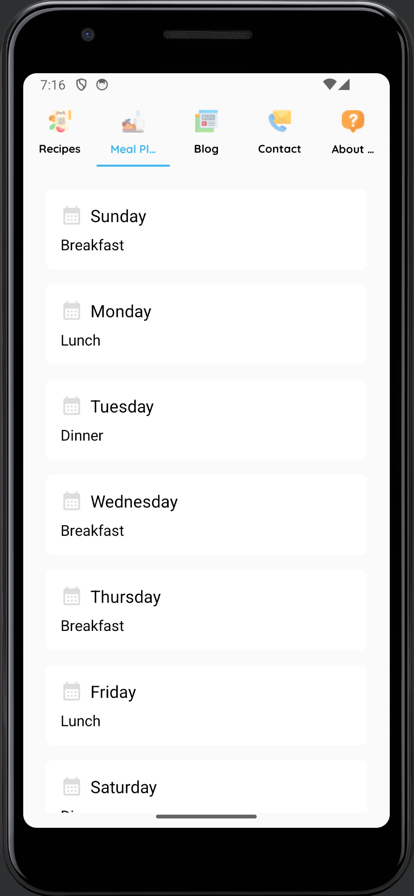 7:16
Recipes
Meal Pl...
Blog
Contact
About ...
Sunday
Breakfast
Monday
Lunch
Tuesday
Dinner
Wednesday
Breakfast
Thursday
Breakfast
Friday
Lunch
Saturday